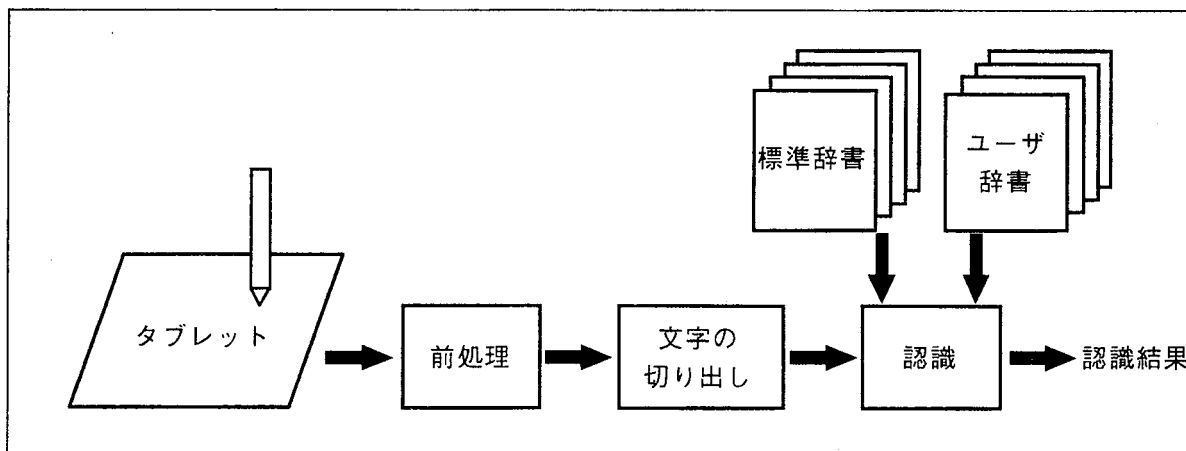 標準辞書
ユーザ
辞書
タブレット
前処理
文字の
切り出し
認識
認識結果